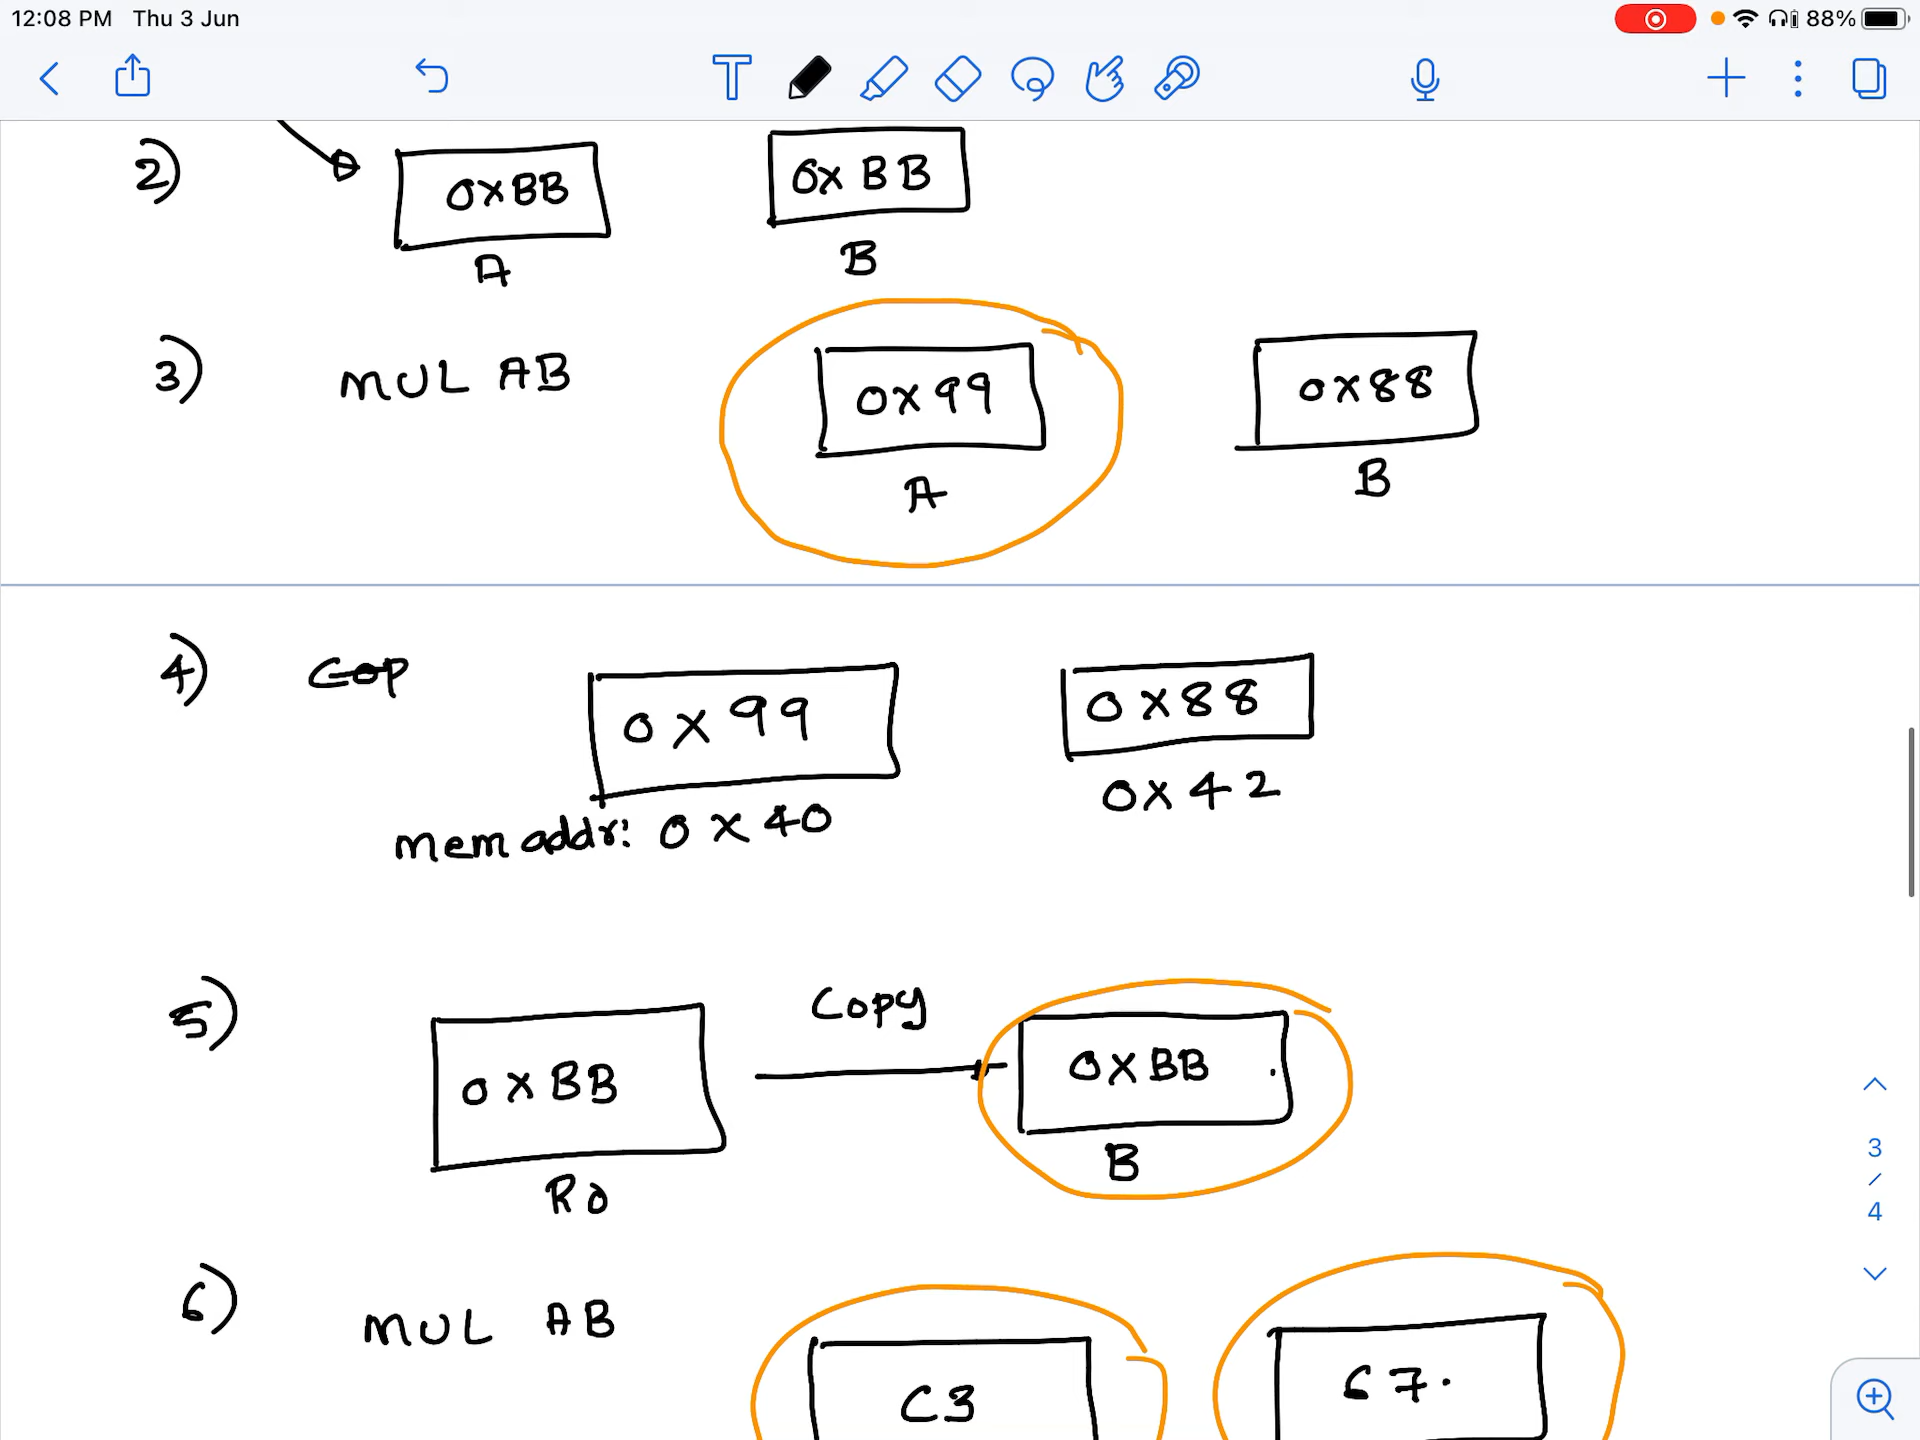 12:08 PM Thu 3 Jun
88%
2)
0xBB
0x BB
A
B
3)
MUL AB
0x99
0x88
A
B
4)
Cop
0x99
0x88
mem addr: 0x40
0x42
5)
0xBB
Copy
0xBB
R0
B
6)
MUL AB
C3
67.
3
/
4